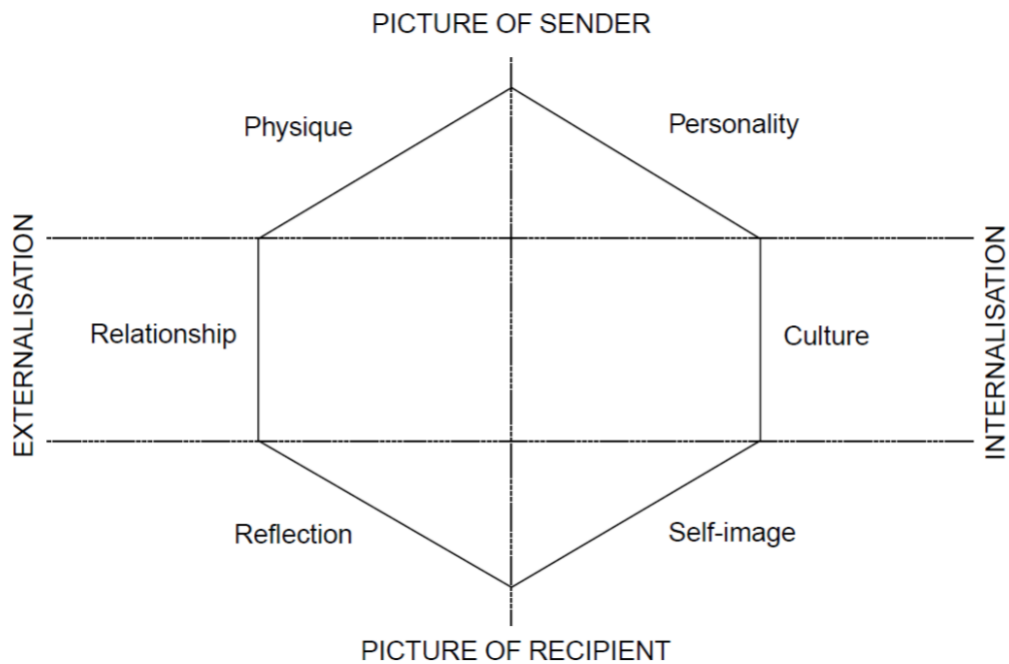 PICTURE OF SENDER
Physique
Personality
EXTERNALISATION
Relationship
Culture
INTERNALISATION
Reflection
Self-image
PICTURE OF RECIPIENT